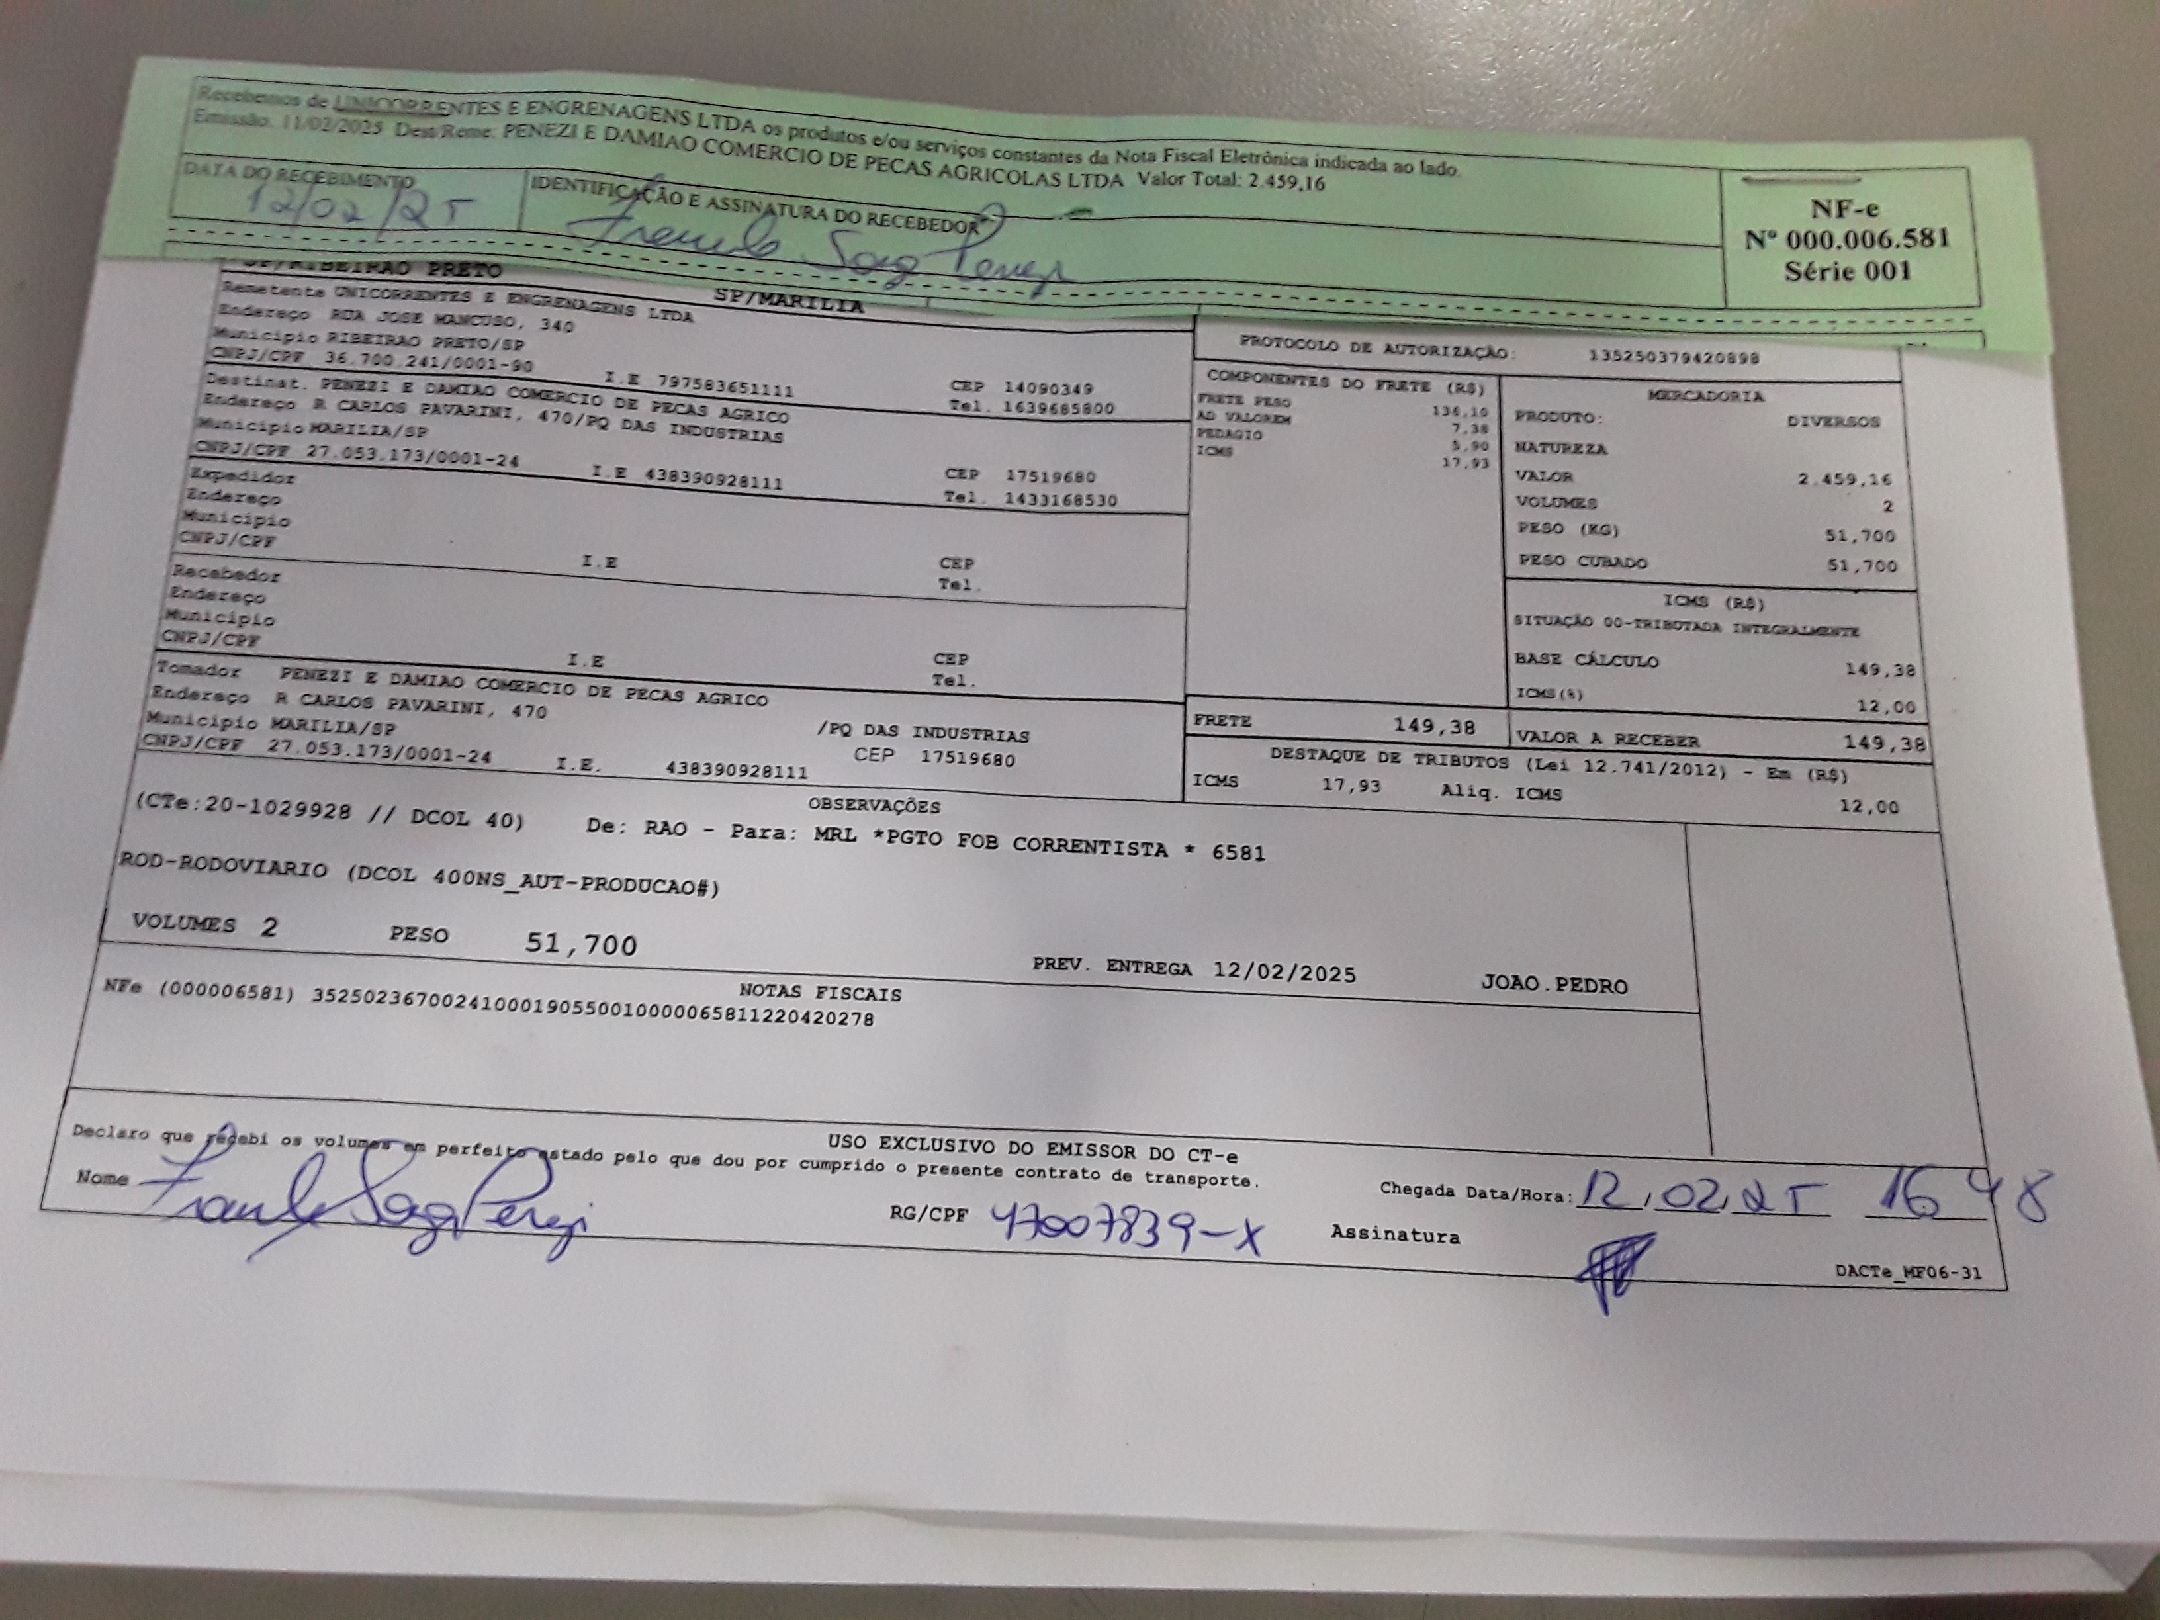 Recebemos de UNICORRENTES E ENGRENAGENS LTDA os produtos e/ou serviços constantes da Nota Fiscal Eletrônica indicada ao lado.
Emissão: 11/02/2025 Dest/Reme: PENEZI E DAMIAO COMERCIO DE PECAS AGRICOLAS LTDA Valor Total: 2.459,16
DATA DO RECEBIMENTO
12/02/25
IDENTIFICAÇÃO E ASSINATURA DO RECEBEDOR
NF-e
Nº 000.006.581
Série 001
SP/RIBEIRAO PRETO
SP/MARILIA
Remetente UNICORRENTES E ENGRENAGENS LTDA
Endereço RUA JOSE MANCUSO, 340
Município RIBEIRAO PRETO/SP
CNPJ/CPF 36.700.241/0001-90 I.E 797583651111
CEP 14090349
Tel. 1639685800
Destinat. PENEZI E DAMIAO COMERCIO DE PECAS AGRICO
Endereço R CARLOS PAVARINI, 470/PQ DAS INDUSTRIAS
Município MARILIA/SP
CNPJ/CPF 27.053.173/0001-24 I.E 438390928111
CEP 17519680
Tel. 1433168530
Expedidor
Endereço
Município
CNPJ/CPF I.E
CEP
Tel.
Recebedor
Endereço
Município
CNPJ/CPF I.E
CEP
Tel.
Tomador PENEZI E DAMIAO COMERCIO DE PECAS AGRICO
Endereço R CARLOS PAVARINI, 470 /PQ DAS INDUSTRIAS
Município MARILIA/SP CEP 17519680
CNPJ/CPF 27.053.173/0001-24 I.E. 438390928111
PROTOCOLO DE AUTORIZAÇÃO: 135250379420898
COMPONENTES DO FRETE (R$)
FRETE PESO
AD VALOREM 7,38
PEDAGIO 5,90
ICMS 17,93
MERCADORIA
PRODUTO: DIVERSOS
NATUREZA
VALOR 2.459,16
VOLUMES 2
PESO (KG) 51,700
PESO CUBADO 51,700
ICMS (R$)
SITUAÇÃO 00-TRIBUTADA INTEGRALMENTE
BASE CÁLCULO 149,38
ICMS(%) 12,00
FRETE 149,38
VALOR A RECEBER 149,38
DESTAQUE DE TRIBUTOS (Lei 12.741/2012) - Em (R$)
ICMS 17,93 Aliq. ICMS 12,00
OBSERVAÇÕES
(CTe:20-1029928 // DCOL 40) De: RAO - Para: MRL *PGTO FOB CORRENTISTA * 6581
ROD-RODOVIARIO (DCOL 400NS_AUT-PRODUCAO#)
VOLUMES 2 PESO 51,700
PREV. ENTREGA 12/02/2025 JOAO.PEDRO
NOTAS FISCAIS
NFe (000006581) 35250236700241000190550010000065811220420278
USO EXCLUSIVO DO EMISSOR DO CT-e
Declaro que recebi os volumes em perfeito estado pelo que dou por cumprido o presente contrato de transporte.
Chegada Data/Hora: 12/02/25 16 48
Nome
RG/CPF 47007839-X
Assinatura
DACTe_MF06-31